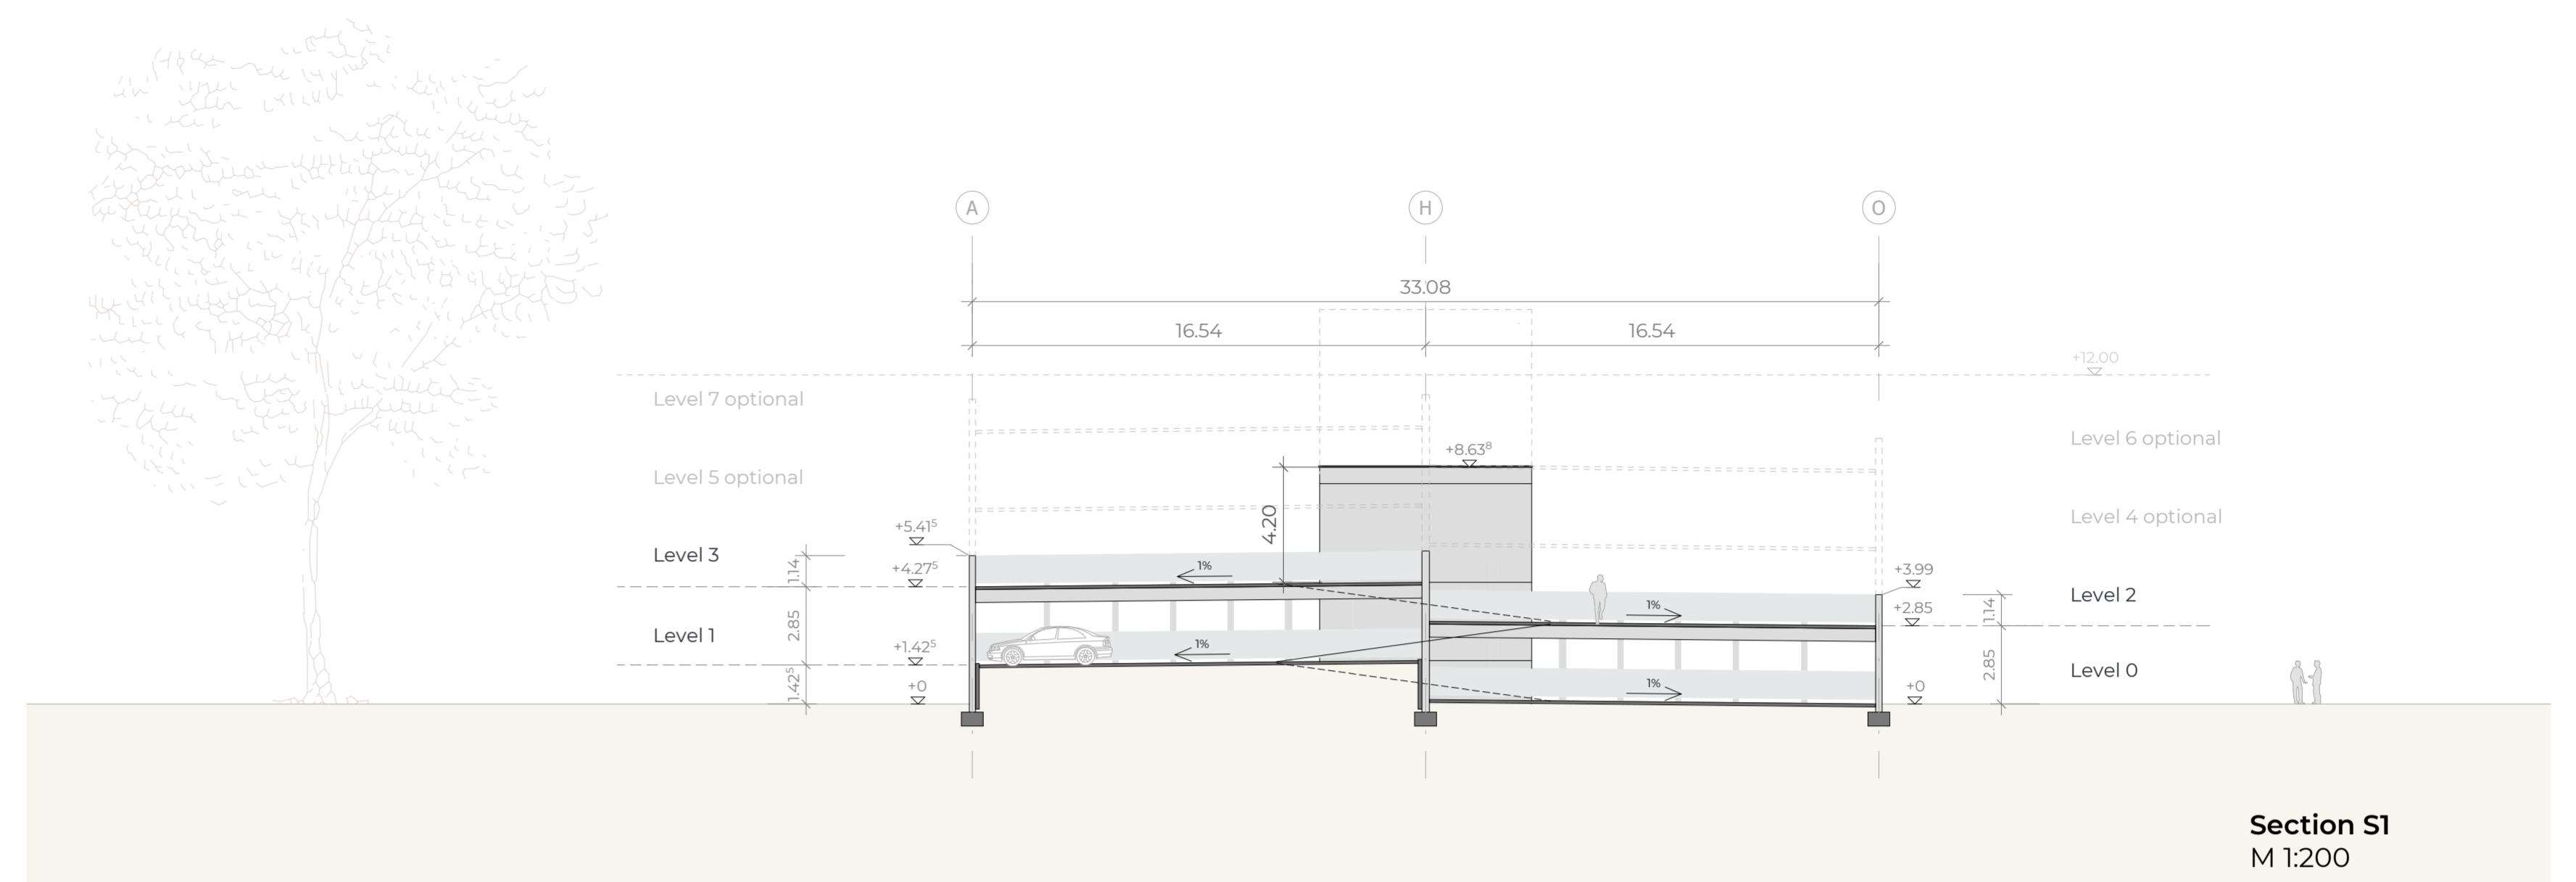 A
H
O
33.08
16.54
16.54
+12.00
Level 7 optional
Level 6 optional
+8.63⁸
Level 5 optional
4.20
Level 4 optional
+5.41⁵
Level 3
1.14
+4.27⁵
1%
+3.99
Level 2
1%
+2.85
1.14
2.85
Level 1
+1.42⁵
1%
Level 0
2.85
1.42⁵
+0
1%
+0
Section S1
M 1:200